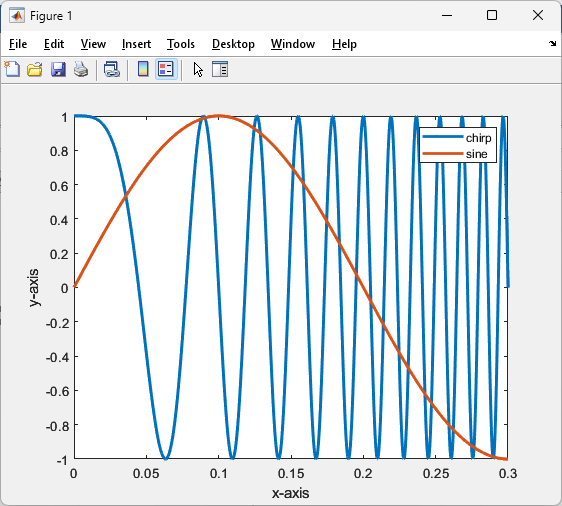 Figure 1
File Edit View Insert Tools Desktop Window Help
chirp
sine
1
0.8
0.6
0.4
0.2
0
-0.2
-0.4
-0.6
-0.8
-1
y-axis
0 0.05 0.1 0.15 0.2 0.25 0.3
x-axis